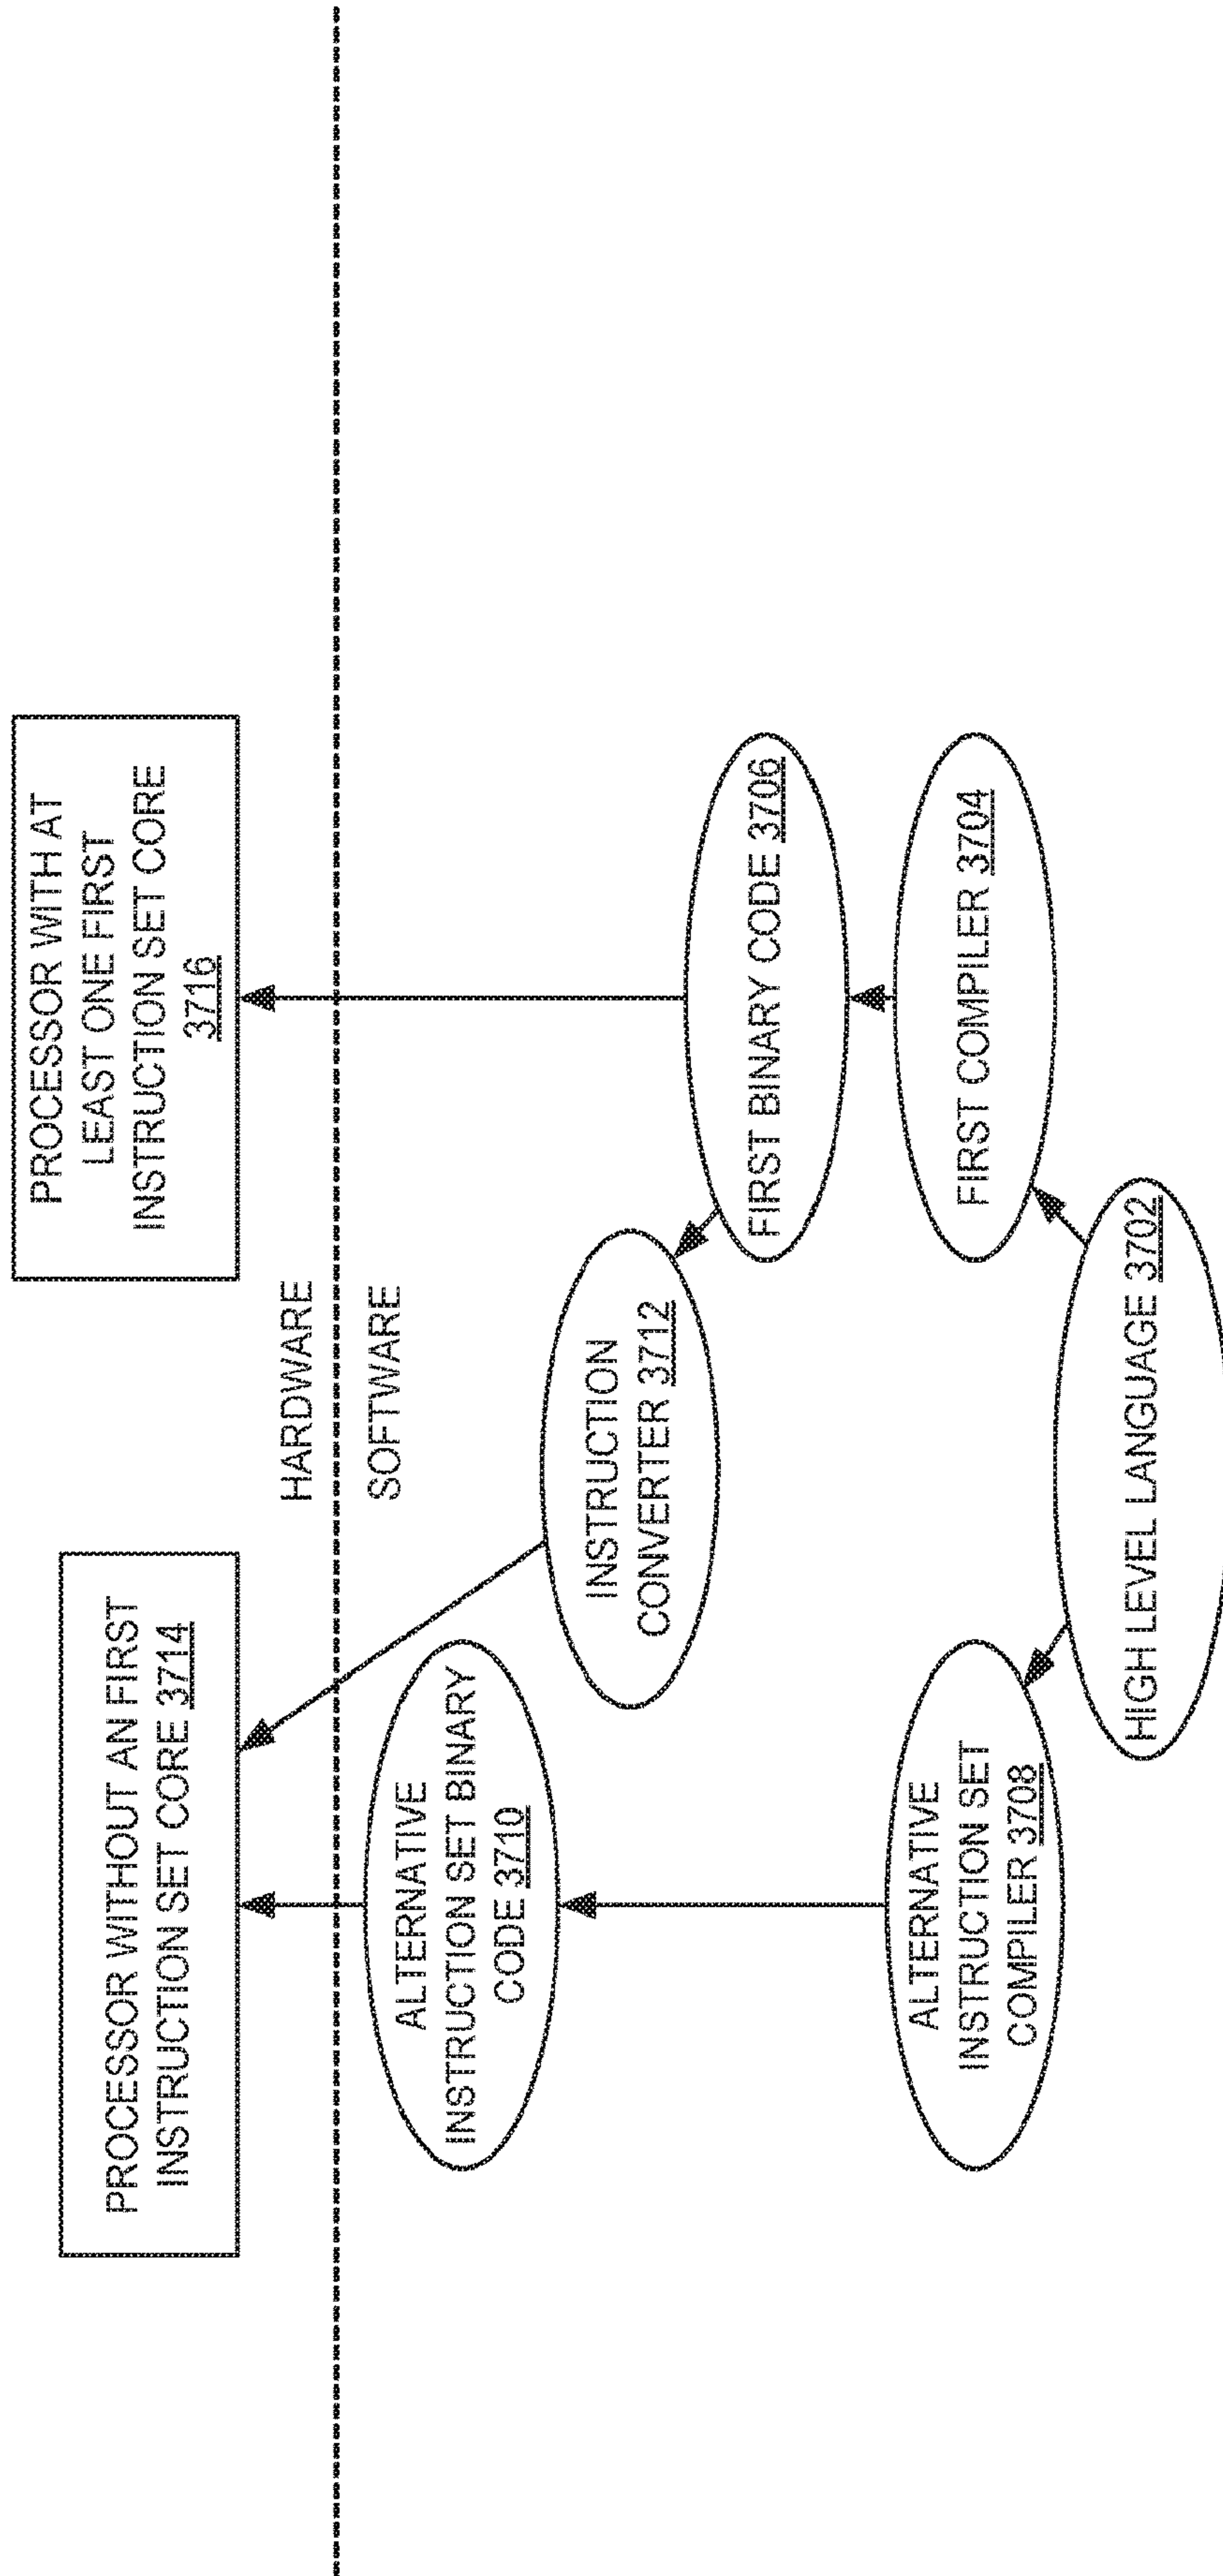 PROCESSOR WITHOUT AN FIRST
INSTRUCTION SET CORE 3714
PROCESSOR WITH AT
LEAST ONE FIRST
INSTRUCTION SET CORE
3716
HARDWARE
SOFTWARE
ALTERNATIVE
INSTRUCTION SET BINARY
CODE 3710
INSTRUCTION
CONVERTER 3712
FIRST BINARY CODE 3706
ALTERNATIVE
INSTRUCTION SET
COMPILER 3708
FIRST COMPILER 3704
HIGH LEVEL LANGUAGE 3702